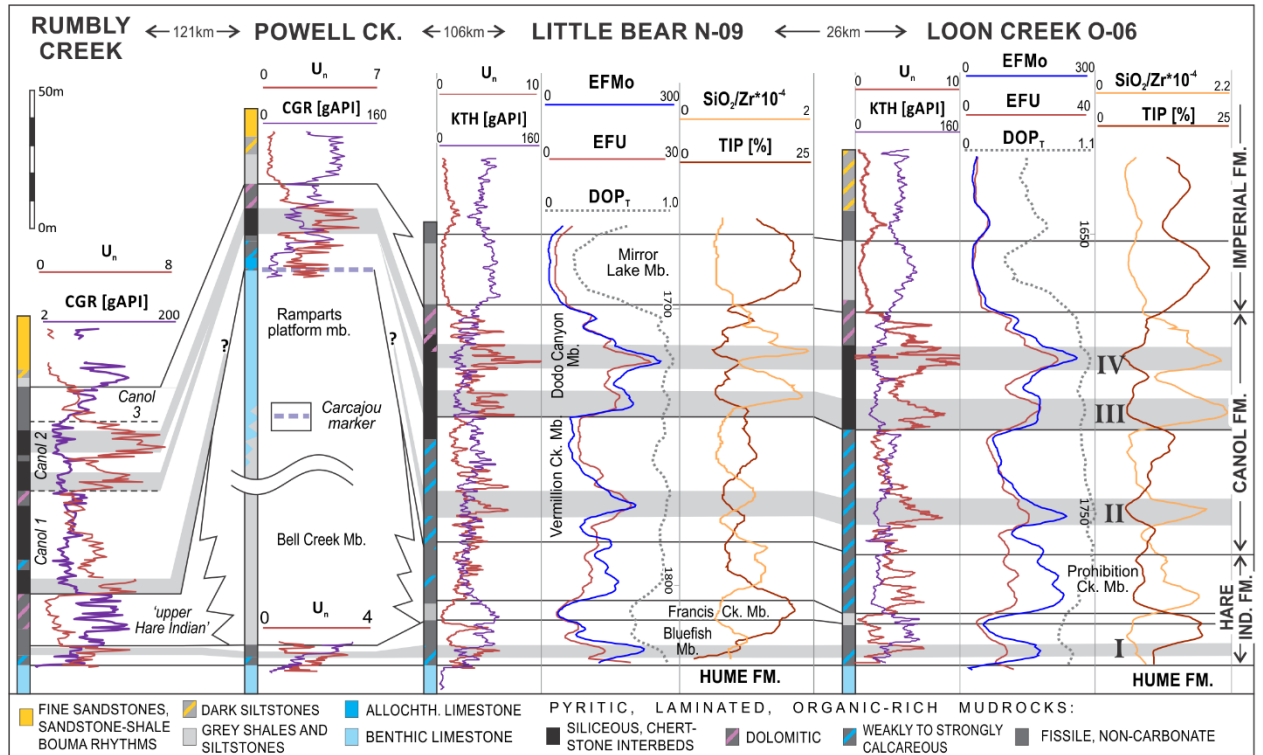 RUMBLY CREEK
121km
POWELL CK.
106km
LITTLE BEAR N-09
26km
LOON CREEK O-06
50m
0m
0 Uₙ 8
CGR [gAPI]
2 200
Canol 3
Canol 2
Canol 1
'upper Hare Indian'
0 Uₙ 7
0 CGR [gAPI] 160
?
?
Ramparts platform mb.
Carcajou marker
Bell Creek Mb.
0 Uₙ 4
0 Uₙ 10
KTH [gAPI]
0 160
EFMo
0 300
EFU
0 30
DOP_T
0 1.0
SiO₂/Zr*10⁻⁴
0 2
TIP [%]
0 25
Mirror Lake Mb.
1700
Dodo Canyon Mb.
Vermillion Ck. Mb.
1800
Francis Ck. Mb.
Bluefish Mb.
HUME FM.
0 Uₙ 10
KTH [gAPI]
0 160
EFMo
0 300
EFU
0 40
DOP_T
0 1.1
SiO₂/Zr*10⁻⁴
0 2.2
TIP [%]
0 25
1650
IV
III
1750
II
Prohibition Ck. Mb.
I
HUME FM.
IMPERIAL FM.
CANOL FM.
HARE IND. FM.
FINE SANDSTONES, SANDSTONE-SHALE BOUMA RHYTHMS
DARK SILTSTONES
GREY SHALES AND SILTSTONES
ALLOCHTH. LIMESTONE
BENTHIC LIMESTONE
PYRITIC, LAMINATED, ORGANIC-RICH MUDROCKS:
SILICEOUS, CHERT-STONE INTERBEDS
DOLOMITIC
WEAKLY TO STRONGLY CALCAREOUS
FISSILE, NON-CARBONATE